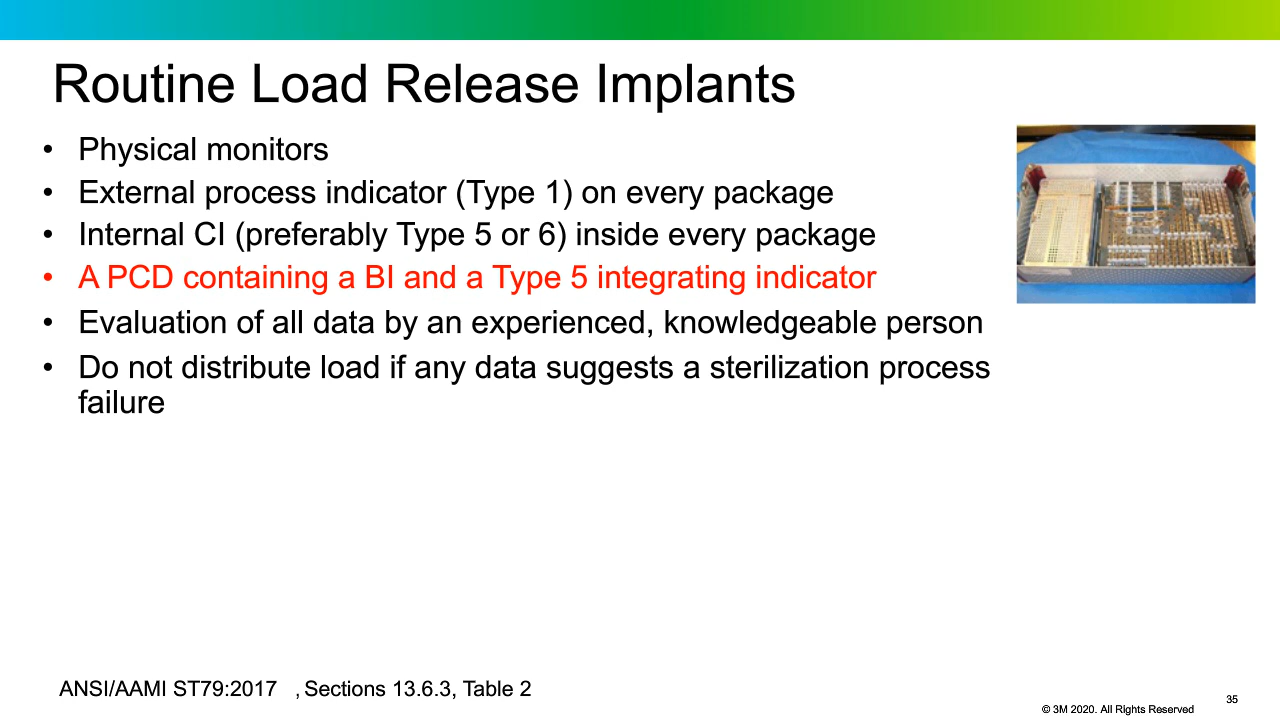 Routine Load Release Implants
• Physical monitors
• External process indicator (Type 1) on every package
• Internal CI (preferably Type 5 or 6) inside every package
• A PCD containing a BI and a Type 5 integrating indicator
• Evaluation of all data by an experienced, knowledgeable person
• Do not distribute load if any data suggests a sterilization process
failure
ANSI/AAMI ST79:2017 , Sections 13.6.3, Table 2
35
© 3M 2020. All Rights Reserved